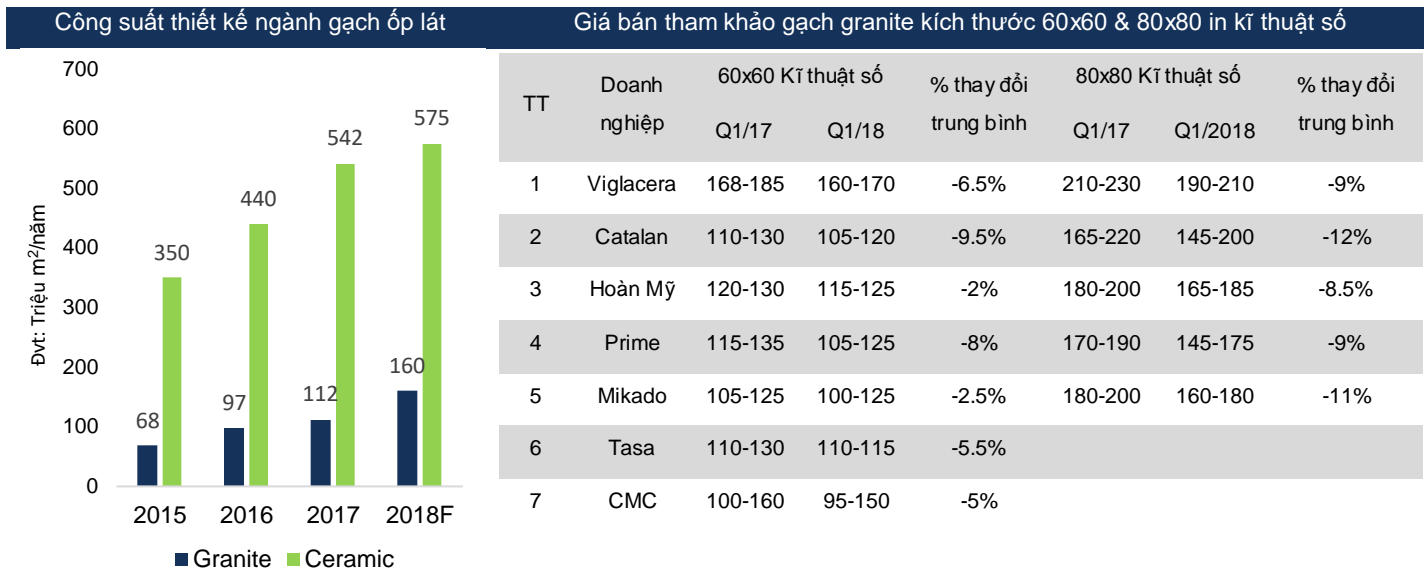 Công suất thiết kế ngành gạch ốp lát
Đvt: Triệu m²/năm
700
600
500
400
300
200
100
0
68
350
97
440
112
542
160
575
2015 2016 2017 2018F
Granite Ceramic
Giá bán tham khảo gạch granite kích thước 60x60 & 80x80 in kĩ thuật số
TT Doanh nghiệp 60x60 Kĩ thuật số % thay đổi trung bình 80x80 Kĩ thuật số % thay đổi trung bình
Q1/17 Q1/18 Q1/17 Q1/2018
1 Viglacera 168-185 160-170 -6.5% 210-230 190-210 -9%
2 Catalan 110-130 105-120 -9.5% 165-220 145-200 -12%
3 Hoàn Mỹ 120-130 115-125 -2% 180-200 165-185 -8.5%
4 Prime 115-135 105-125 -8% 170-190 145-175 -9%
5 Mikado 105-125 100-125 -2.5% 180-200 160-180 -11%
6 Tasa 110-130 110-115 -5.5%
7 CMC 100-160 95-150 -5%